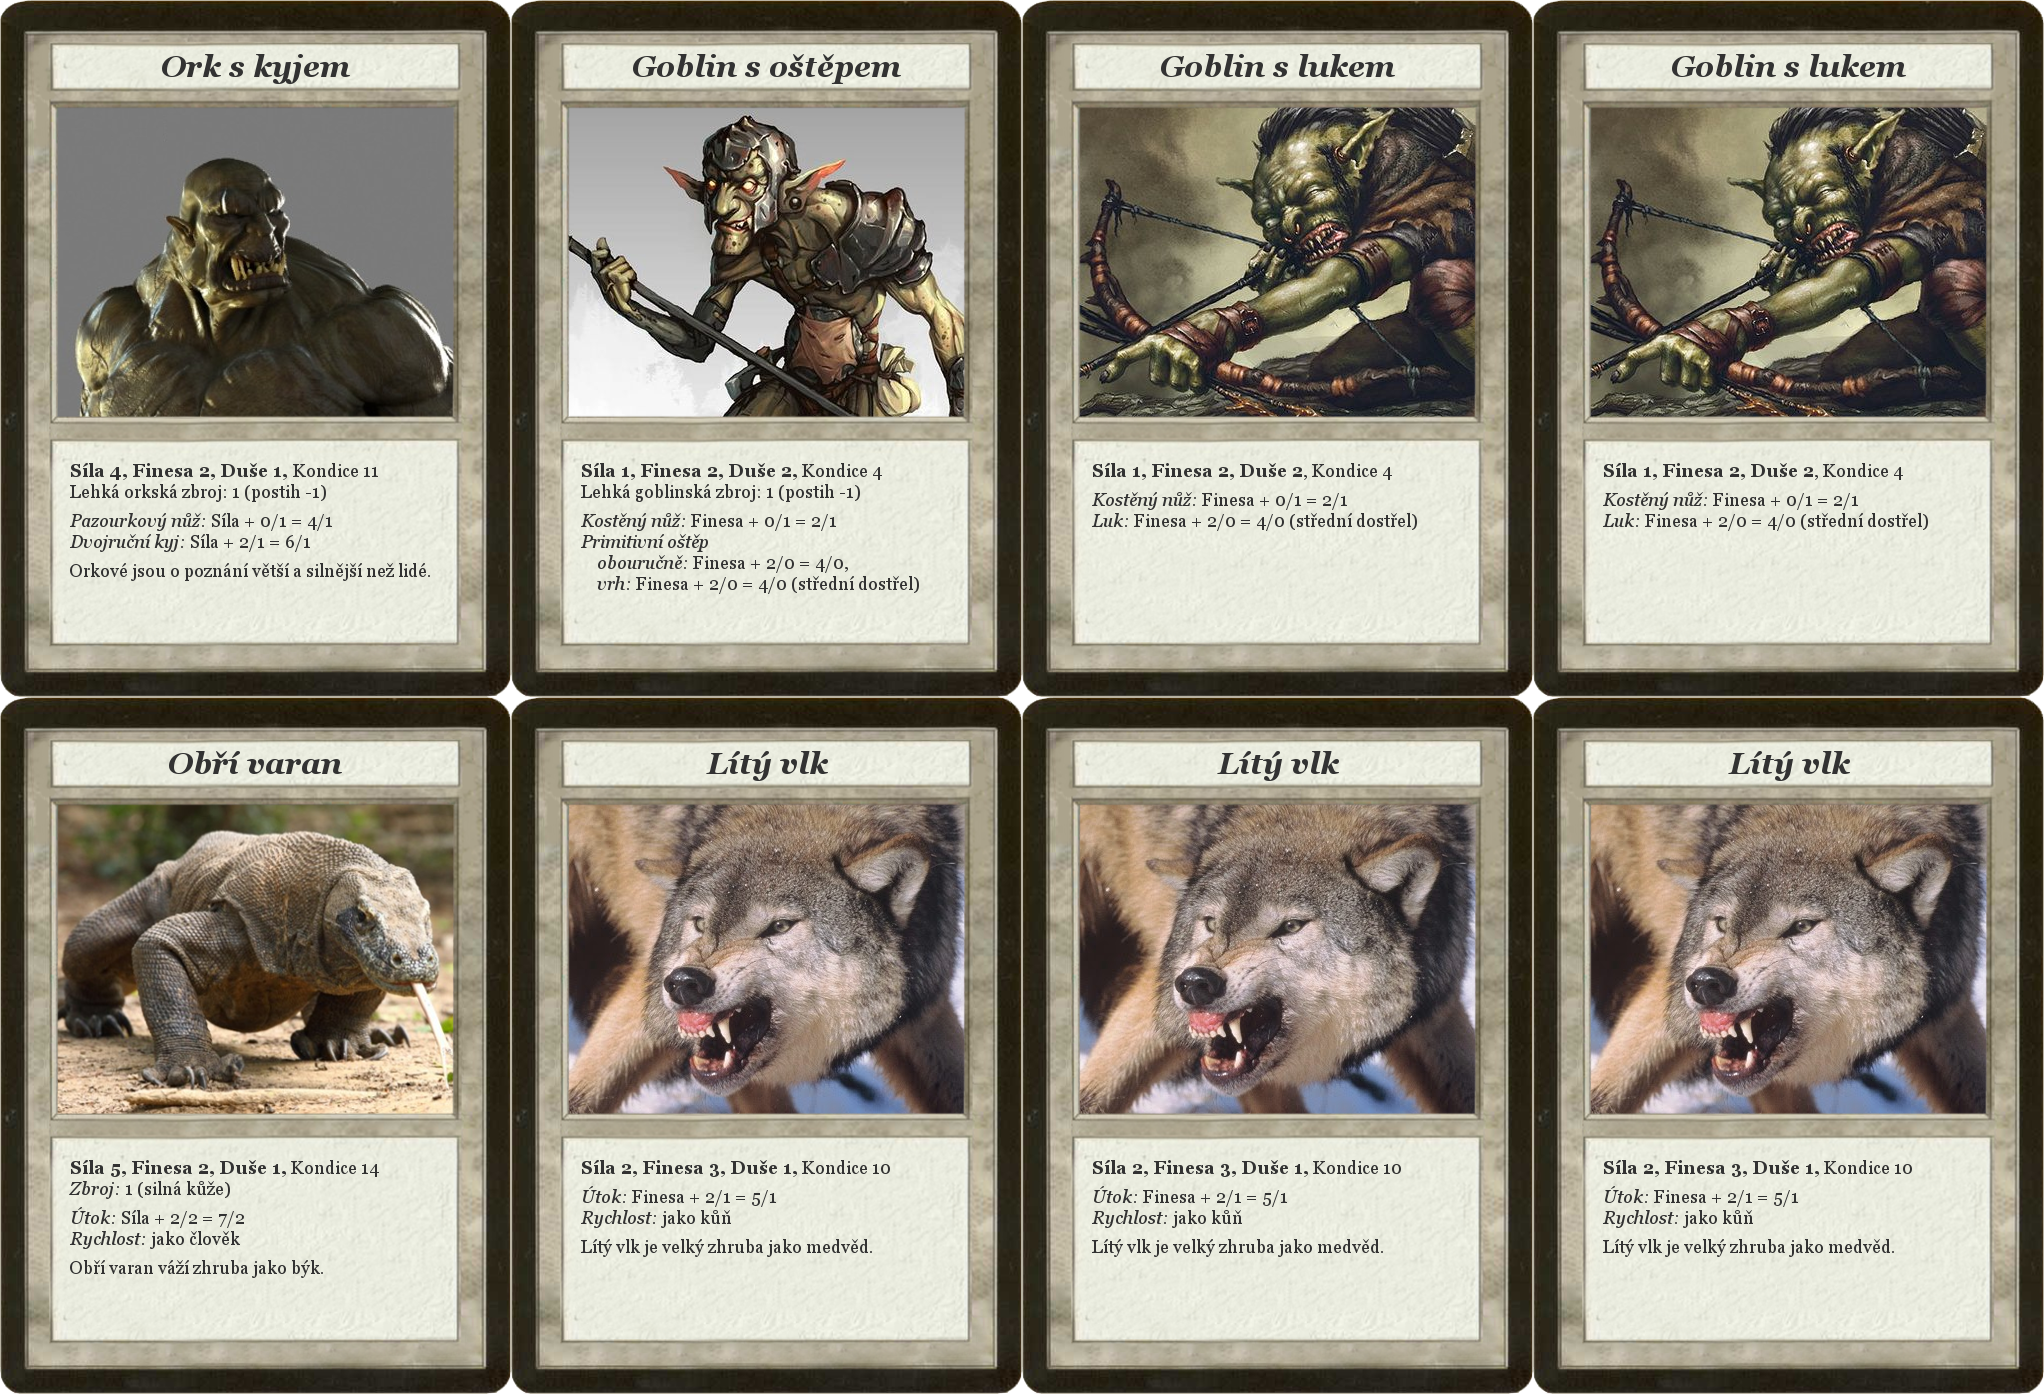 Ork s kyjem
Síla 4, Finesa 2, Duše 1, Kondice 11
Lehká orkská zbroj: 1 (postih -1)
Pazourkový nůž: Síla + 0/1 = 4/1
Dvojruční kyj: Síla + 2/1 = 6/1
Orkové jsou o poznání větší a silnější než lidé.
Goblin s oštěpem
Síla 1, Finesa 2, Duše 2, Kondice 4
Lehká goblinská zbroj: 1 (postih -1)
Kostěný nůž: Finesa + 0/1 = 2/1
Primitivní oštěp
obouručně: Finesa + 2/0 = 4/0,
vrh: Finesa + 2/0 = 4/0 (střední dostřel)
Goblin s lukem
Síla 1, Finesa 2, Duše 2, Kondice 4
Kostěný nůž: Finesa + 0/1 = 2/1
Luk: Finesa + 2/0 = 4/0 (střední dostřel)
Goblin s lukem
Síla 1, Finesa 2, Duše 2, Kondice 4
Kostěný nůž: Finesa + 0/1 = 2/1
Luk: Finesa + 2/0 = 4/0 (střední dostřel)
Obří varan
Síla 5, Finesa 2, Duše 1, Kondice 14
Zbroj: 1 (silná kůže)
Útok: Síla + 2/2 = 7/2
Rychlost: jako člověk
Obří varan váží zhruba jako býk.
Lítý vlk
Síla 2, Finesa 3, Duše 1, Kondice 10
Útok: Finesa + 2/1 = 5/1
Rychlost: jako kůň
Lítý vlk je velký zhruba jako medvěd.
Lítý vlk
Síla 2, Finesa 3, Duše 1, Kondice 10
Útok: Finesa + 2/1 = 5/1
Rychlost: jako kůň
Lítý vlk je velký zhruba jako medvěd.
Lítý vlk
Síla 2, Finesa 3, Duše 1, Kondice 10
Útok: Finesa + 2/1 = 5/1
Rychlost: jako kůň
Lítý vlk je velký zhruba jako medvěd.